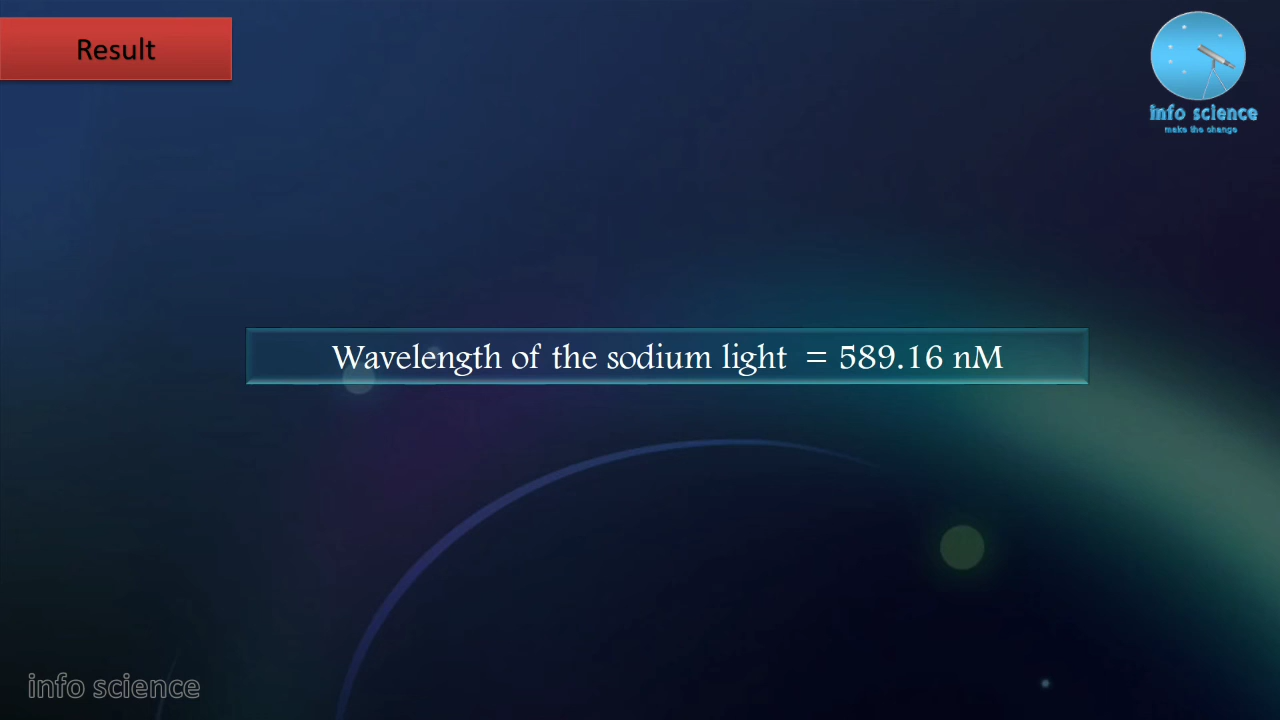 Result
info science
make the change
Wavelength of the sodium light = 589.16 nM
info science